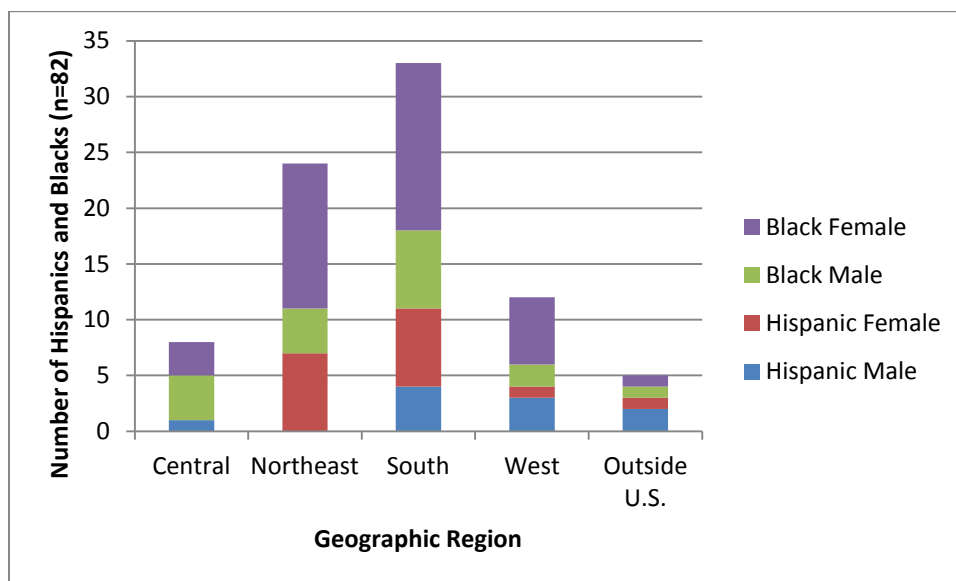 Number of Hispanics and Blacks (n=82)
35
30
25
20
15
10
5
0
Central
Northeast
South
West
Outside
U.S.
Geographic Region
Black Female
Black Male
Hispanic Female
Hispanic Male